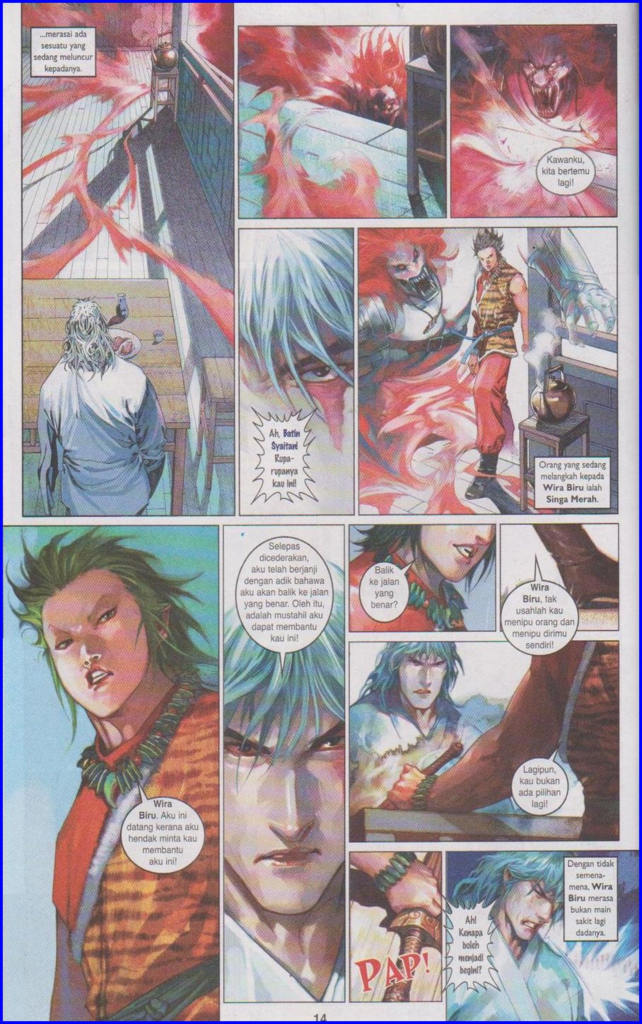 ...merasai ada
sesuatu yang
sedang meluncur
kepadanya.
Kawanku,
kita bertemu
lagi!
Ah, Batin
Syaitan!
Rupa-
rupanya
kau ini!
Orang yang sedang
melangkah kepada
Wira Biru ialah
Singa Merah.
Wira
Biru. Aku ini
datang kerana aku
hendak minta kau
membantu
aku ini!
Selepas
dicederakan,
aku telah berjanji
dengan adik bahawa
aku akan balik ke jalan
yang benar. Oleh itu,
adalah mustahil aku
dapat membantu
kau ini!
Balik
ke jalan
yang
benar?
Wira
Biru, tak
usahlah kau
menipu orang dan
menipu dirimu
sendiri!
Lagipun,
kau bukan
ada pilihan
lagi!
PAP!
Ah!
Kenapa
boleh
menjadi
begini?
Dengan tidak
semena-
mena, Wira
Biru merasa
bukan main
sakit lagi
dadanya.
14